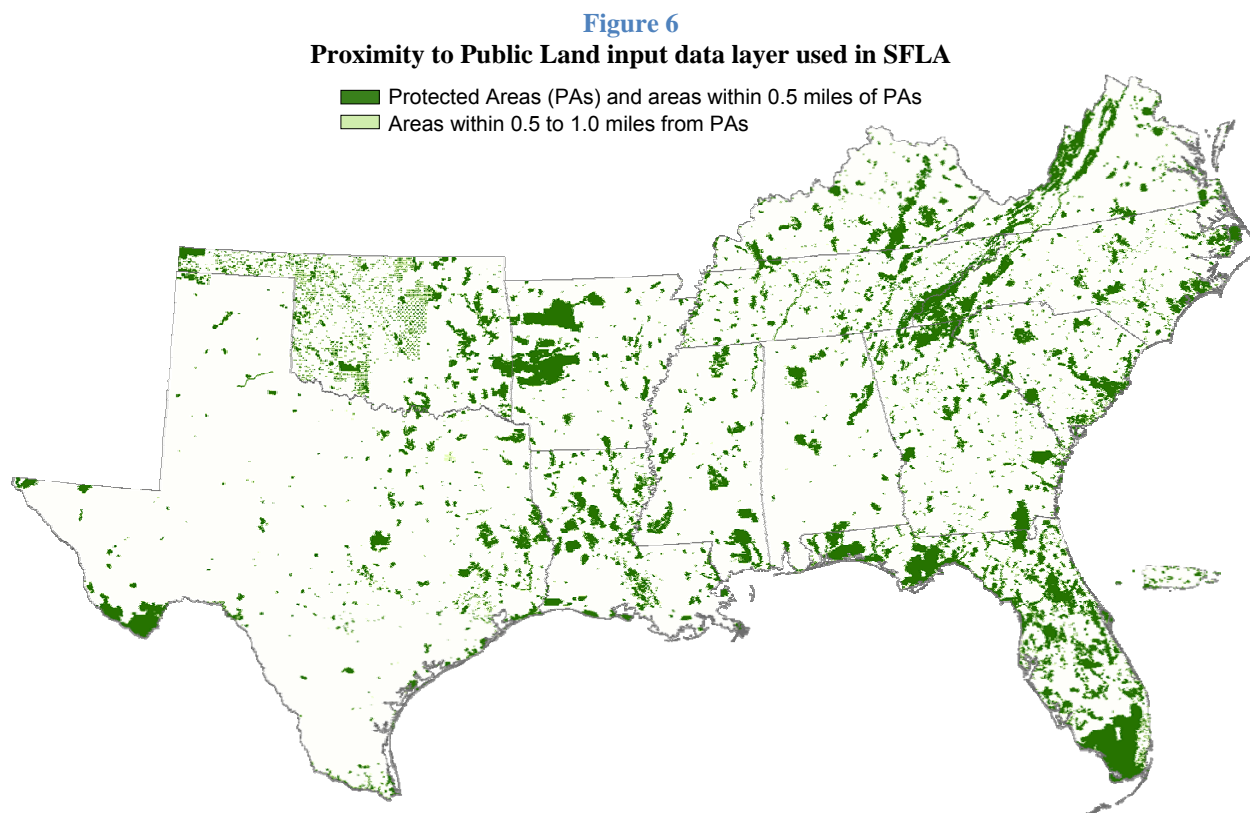 Figure 6
Proximity to Public Land input data layer used in SFLA
Protected Areas (PAs) and areas within 0.5 miles of PAs
Areas within 0.5 to 1.0 miles from PAs